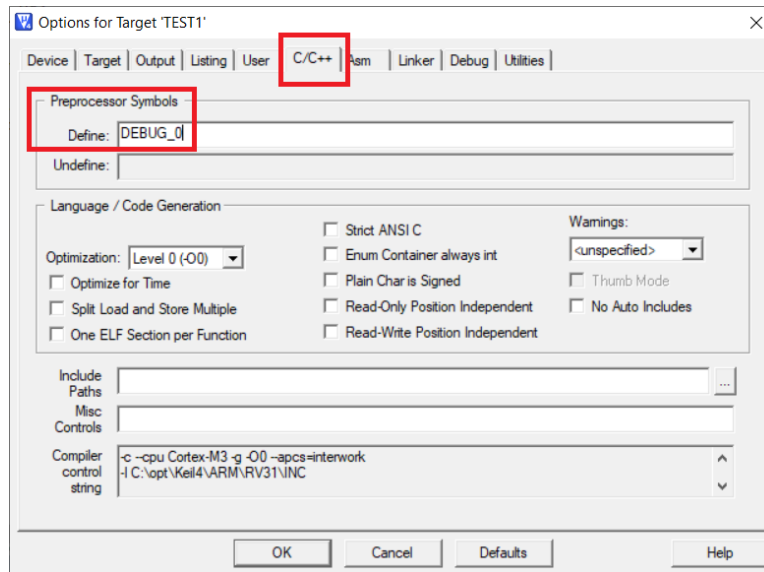 Options for Target 'TEST1'
Device | Target | Output | Listing | User | C/C++ | Asm | Linker | Debug | Utilities
Preprocessor Symbols
Define: DEBUG_0
Undefine:
Language / Code Generation
Optimization: Level 0 (-O0)
Optimize for Time
Split Load and Store Multiple
One ELF Section per Function
Strict ANSI C
Enum Container always int
Plain Char is Signed
Read-Only Position Independent
Read-Write Position Independent
Warnings:
<unspecified>
Thumb Mode
No Auto Includes
Include
Paths
...
Misc
Controls
Compiler
control
string
-c --cpu Cortex-M3 -g -O0 --apcs=interwork
-I C:\opt\Keil4\ARM\RV31\INC
OK Cancel Defaults Help